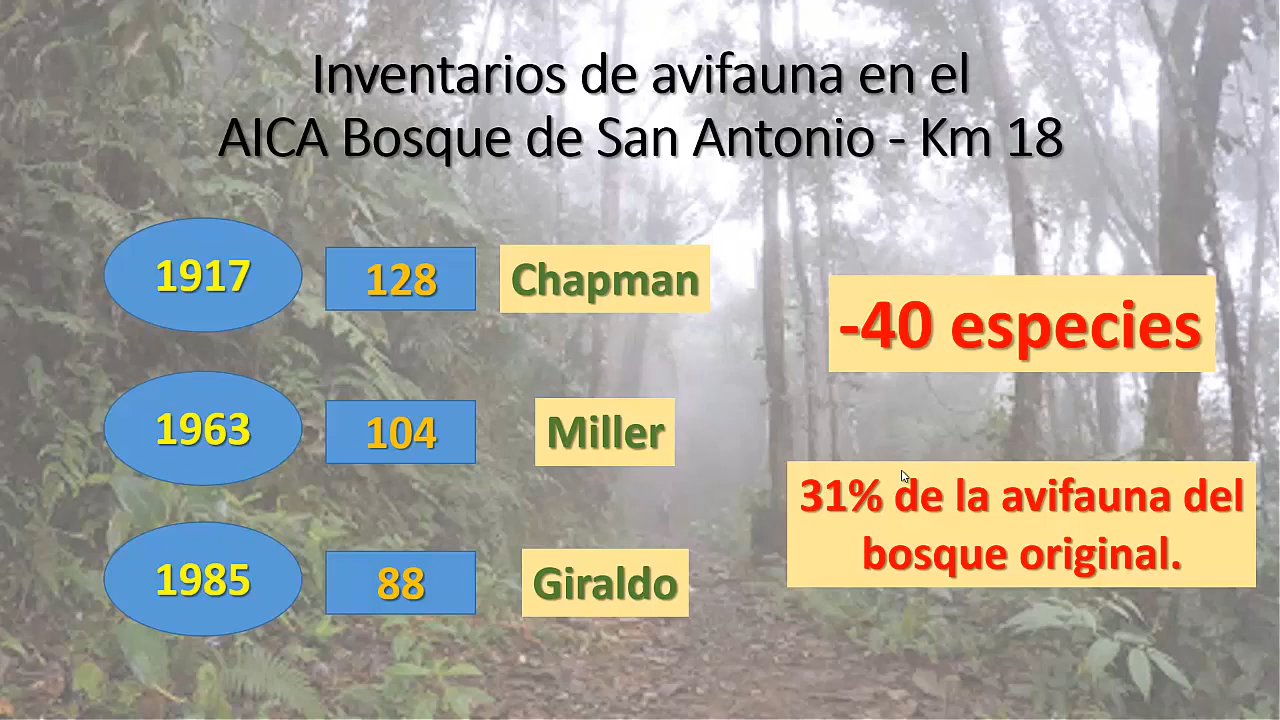 Inventarios de avifauna en el
AICA Bosque de San Antonio - Km 18
1917 128 Chapman
1963 104 Miller
1985 88 Giraldo
-40 especies
31% de la avifauna del
bosque original.